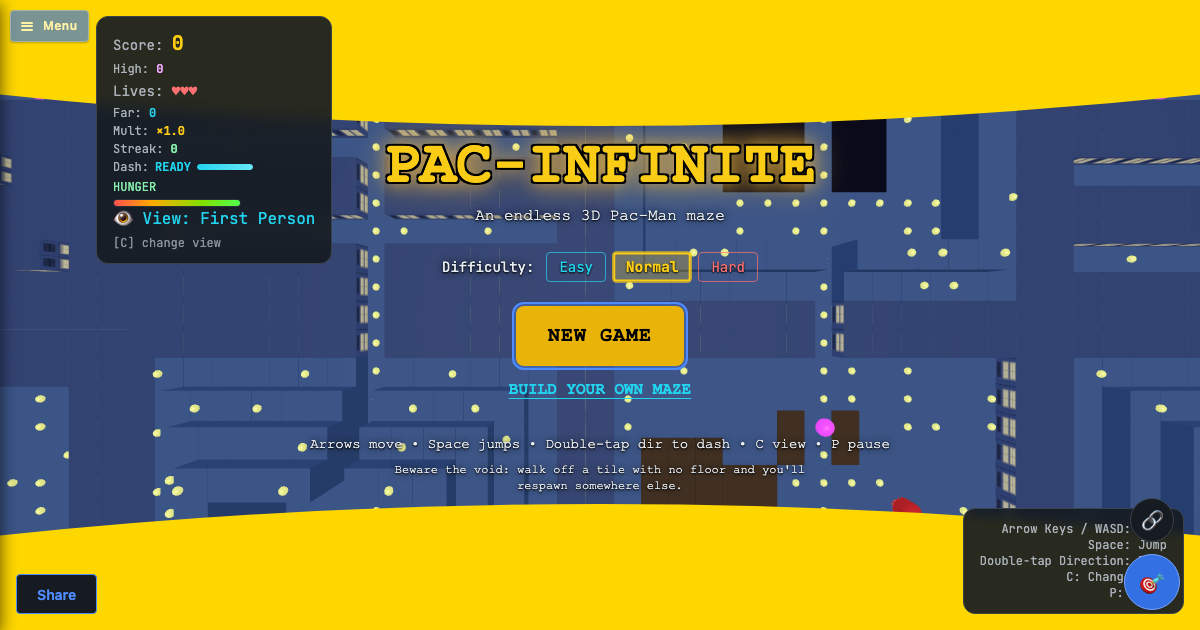 Menu
Score: 0
High: 0
Lives: ♥♥♥
Far: 0
Mult: ×1.0
Streak: 0
Dash: READY
HUNGER
View: First Person
[C] change view
PAC-INFINITE
An endless 3D Pac-Man maze
Difficulty: Easy Normal Hard
NEW GAME
BUILD YOUR OWN MAZE
Arrows move • Space jumps • Double-tap dir to dash • C view • P pause
Beware the void: walk off a tile with no floor and you'll
respawn somewhere else.
Arrow Keys / WASD:
Space: Jump
Double-tap Direction:
C: Chang
P:
Share